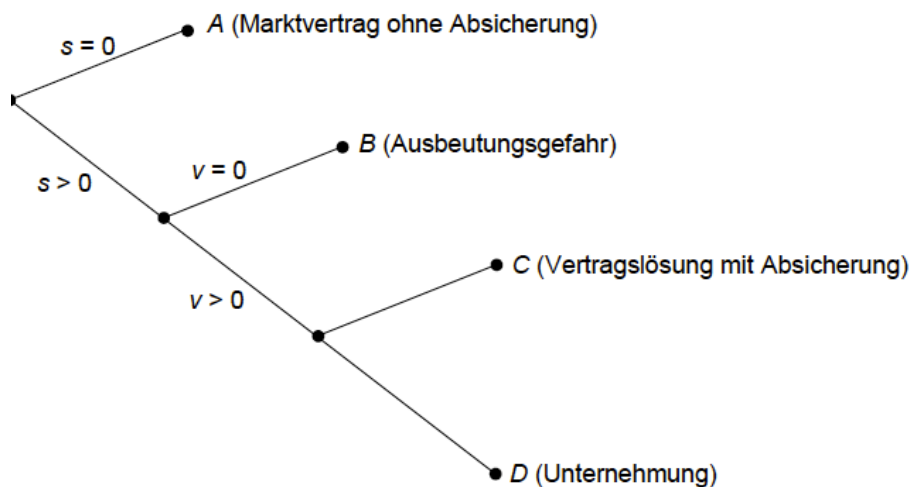 A (Marktvertrag ohne Absicherung)
s = 0
B (Ausbeutungsgefahr)
v = 0
s > 0
C (Vertragslösung mit Absicherung)
v > 0
D (Unternehmung)